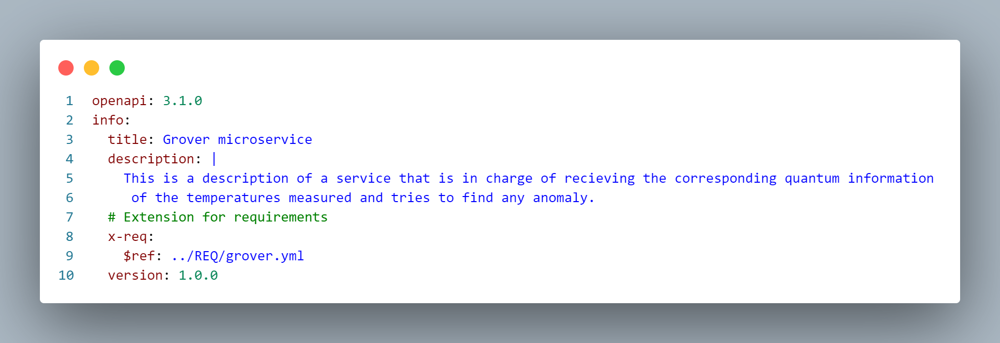 1 openapi: 3.1.0
2 info:
3   title: Grover microservice
4   description: |
5     This is a description of a service that is in charge of recieving the corresponding quantum information
6      of the temperatures measured and tries to find any anomaly.
7   # Extension for requirements
8   x-req:
9     $ref: ../REQ/grover.yml
10   version: 1.0.0